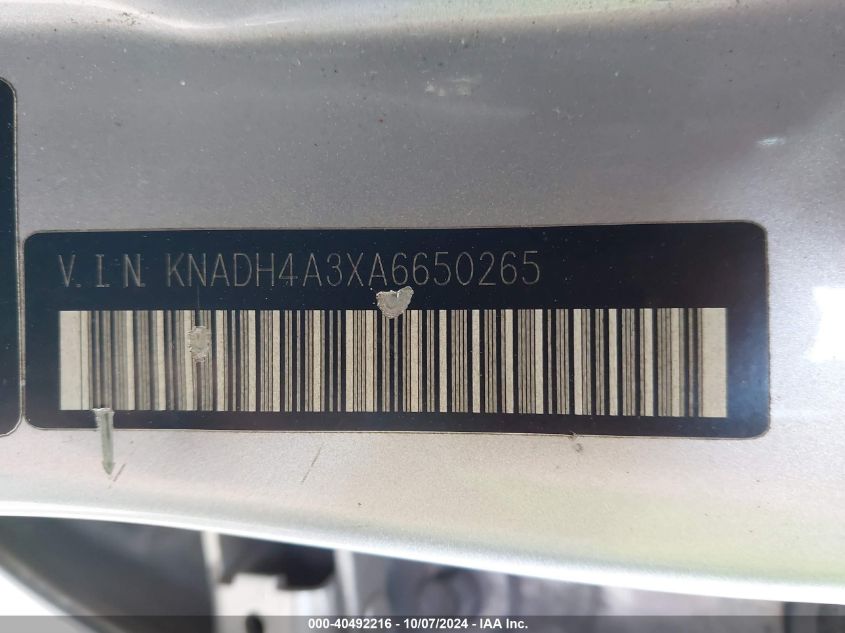 V.I.N. KNADH4A3XA6650265
000-40492216 - 10/07/2024 - IAA Inc.